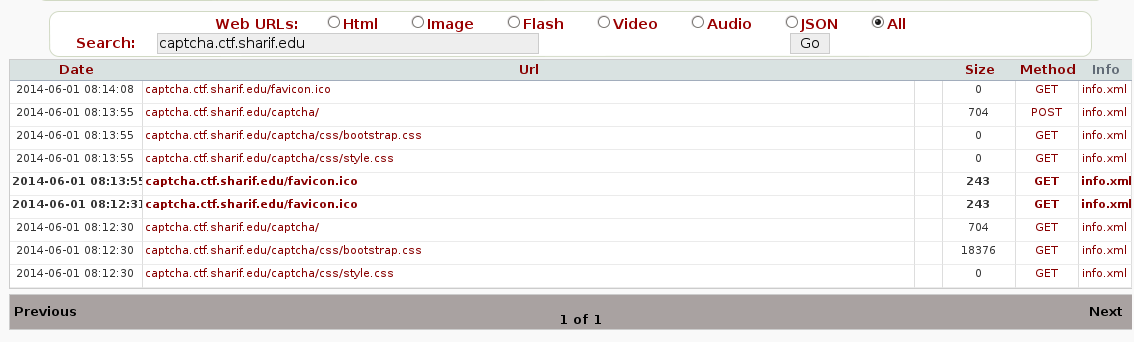 Web URLs: Html Image Flash Video Audio JSON All
Search: captcha.ctf.sharif.edu Go
Date Url Size Method Info
2014-06-01 08:14:08 captcha.ctf.sharif.edu/favicon.ico 0 GET info.xml
2014-06-01 08:13:55 captcha.ctf.sharif.edu/captcha/ 704 POST info.xml
2014-06-01 08:13:55 captcha.ctf.sharif.edu/captcha/css/bootstrap.css 0 GET info.xml
2014-06-01 08:13:55 captcha.ctf.sharif.edu/captcha/css/style.css 0 GET info.xml
2014-06-01 08:13:55 captcha.ctf.sharif.edu/favicon.ico 243 GET info.xml
2014-06-01 08:12:31 captcha.ctf.sharif.edu/favicon.ico 243 GET info.xml
2014-06-01 08:12:30 captcha.ctf.sharif.edu/captcha/ 704 GET info.xml
2014-06-01 08:12:30 captcha.ctf.sharif.edu/captcha/css/bootstrap.css 18376 GET info.xml
2014-06-01 08:12:30 captcha.ctf.sharif.edu/captcha/css/style.css 0 GET info.xml
Previous 1 of 1 Next